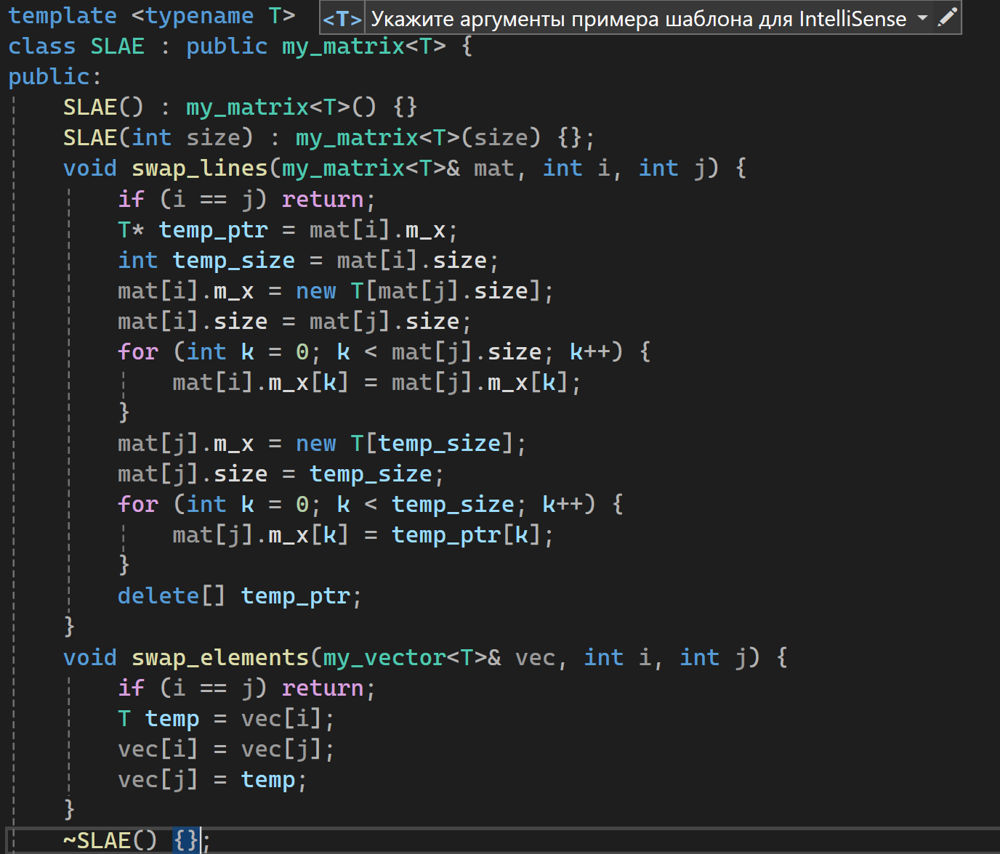 template <typename T> <T> Укажите аргументы примера шаблона для IntelliSense
class SLAE : public my_matrix<T> {
public:
    SLAE() : my_matrix<T>() {}
    SLAE(int size) : my_matrix<T>(size) {};
    void swap_lines(my_matrix<T>& mat, int i, int j) {
        if (i == j) return;
        T* temp_ptr = mat[i].m_x;
        int temp_size = mat[i].size;
        mat[i].m_x = new T[mat[j].size];
        mat[i].size = mat[j].size;
        for (int k = 0; k < mat[j].size; k++) {
            mat[i].m_x[k] = mat[j].m_x[k];
        }
        mat[j].m_x = new T[temp_size];
        mat[j].size = temp_size;
        for (int k = 0; k < temp_size; k++) {
            mat[j].m_x[k] = temp_ptr[k];
        }
        delete[] temp_ptr;
    }
    void swap_elements(my_vector<T>& vec, int i, int j) {
        if (i == j) return;
        T temp = vec[i];
        vec[i] = vec[j];
        vec[j] = temp;
    }
    ~SLAE() {};